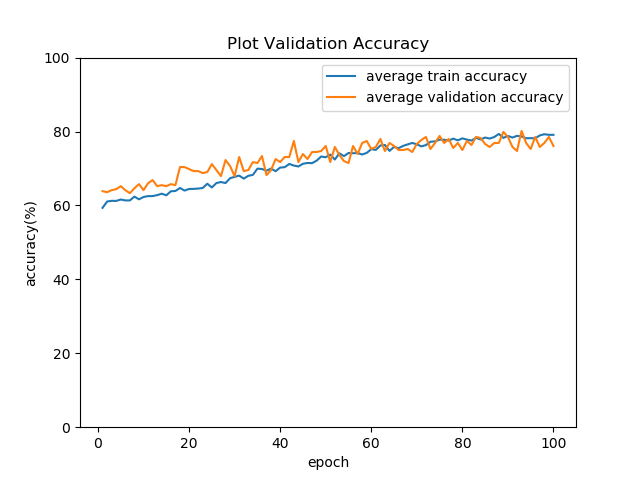 Plot Validation Accuracy
average train accuracy
average validation accuracy
100
80
60
40
20
0
accuracy(%)
0 20 40 60 80 100
epoch